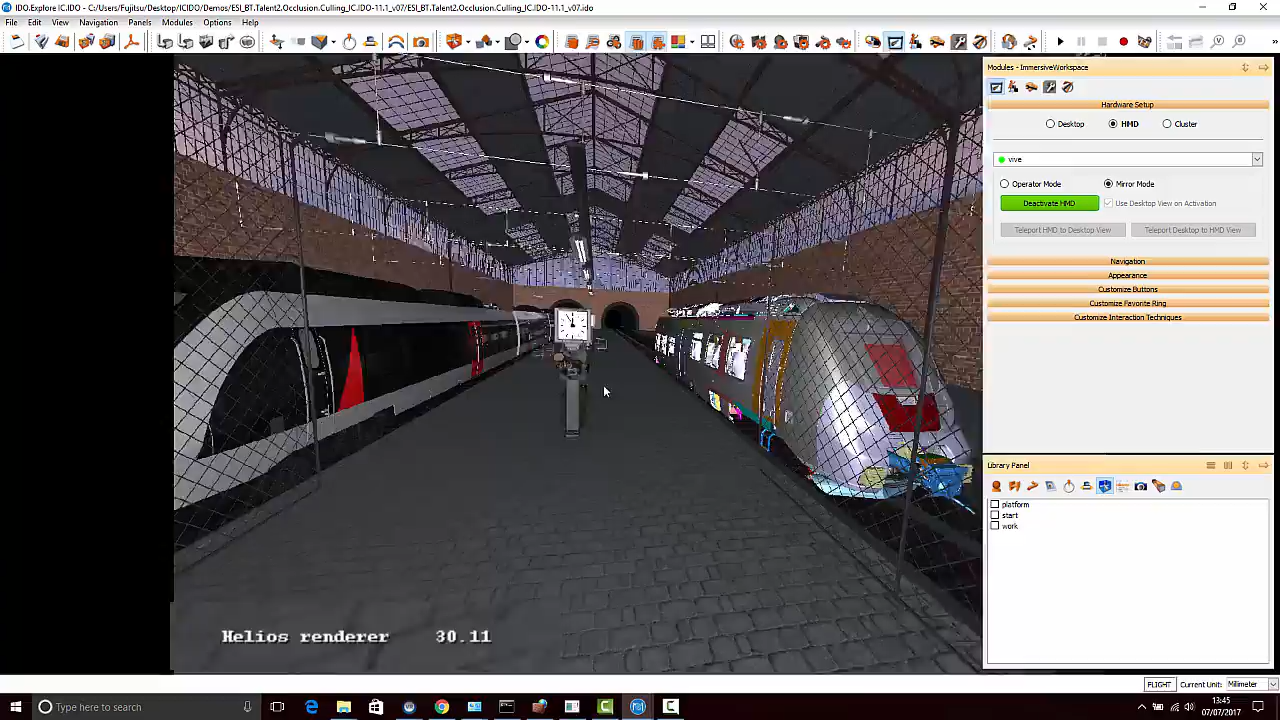 IDO.Explore IC.IDO - C:/Users/Fujitsu/Desktop/ICIDO/Demos/ESI_BT.Talent2.Occlusion.Culling_IC.IDO-11.1_v07/ESI_BT.Talent2.Occlusion.Culling_IC.IDO-11.1_v07.ido
File Edit View Navigation Panels Modules Options Help
Modules - ImmersiveWorkspace
Hardware Setup
Desktop HMD Cluster
vive
Operator Mode Mirror Mode
Deactivate HMD Use Desktop View on Activation
Teleport HMD to Desktop View Teleport Desktop to HMD View
Navigation
Appearance
Customize Buttons
Customize Favorite Ring
Customize Interaction Techniques
Library Panel
platform
start
work
Helios renderer 30.11
FLIGHT Current Unit: Millimeter
Type here to search
13:45
07/07/2017